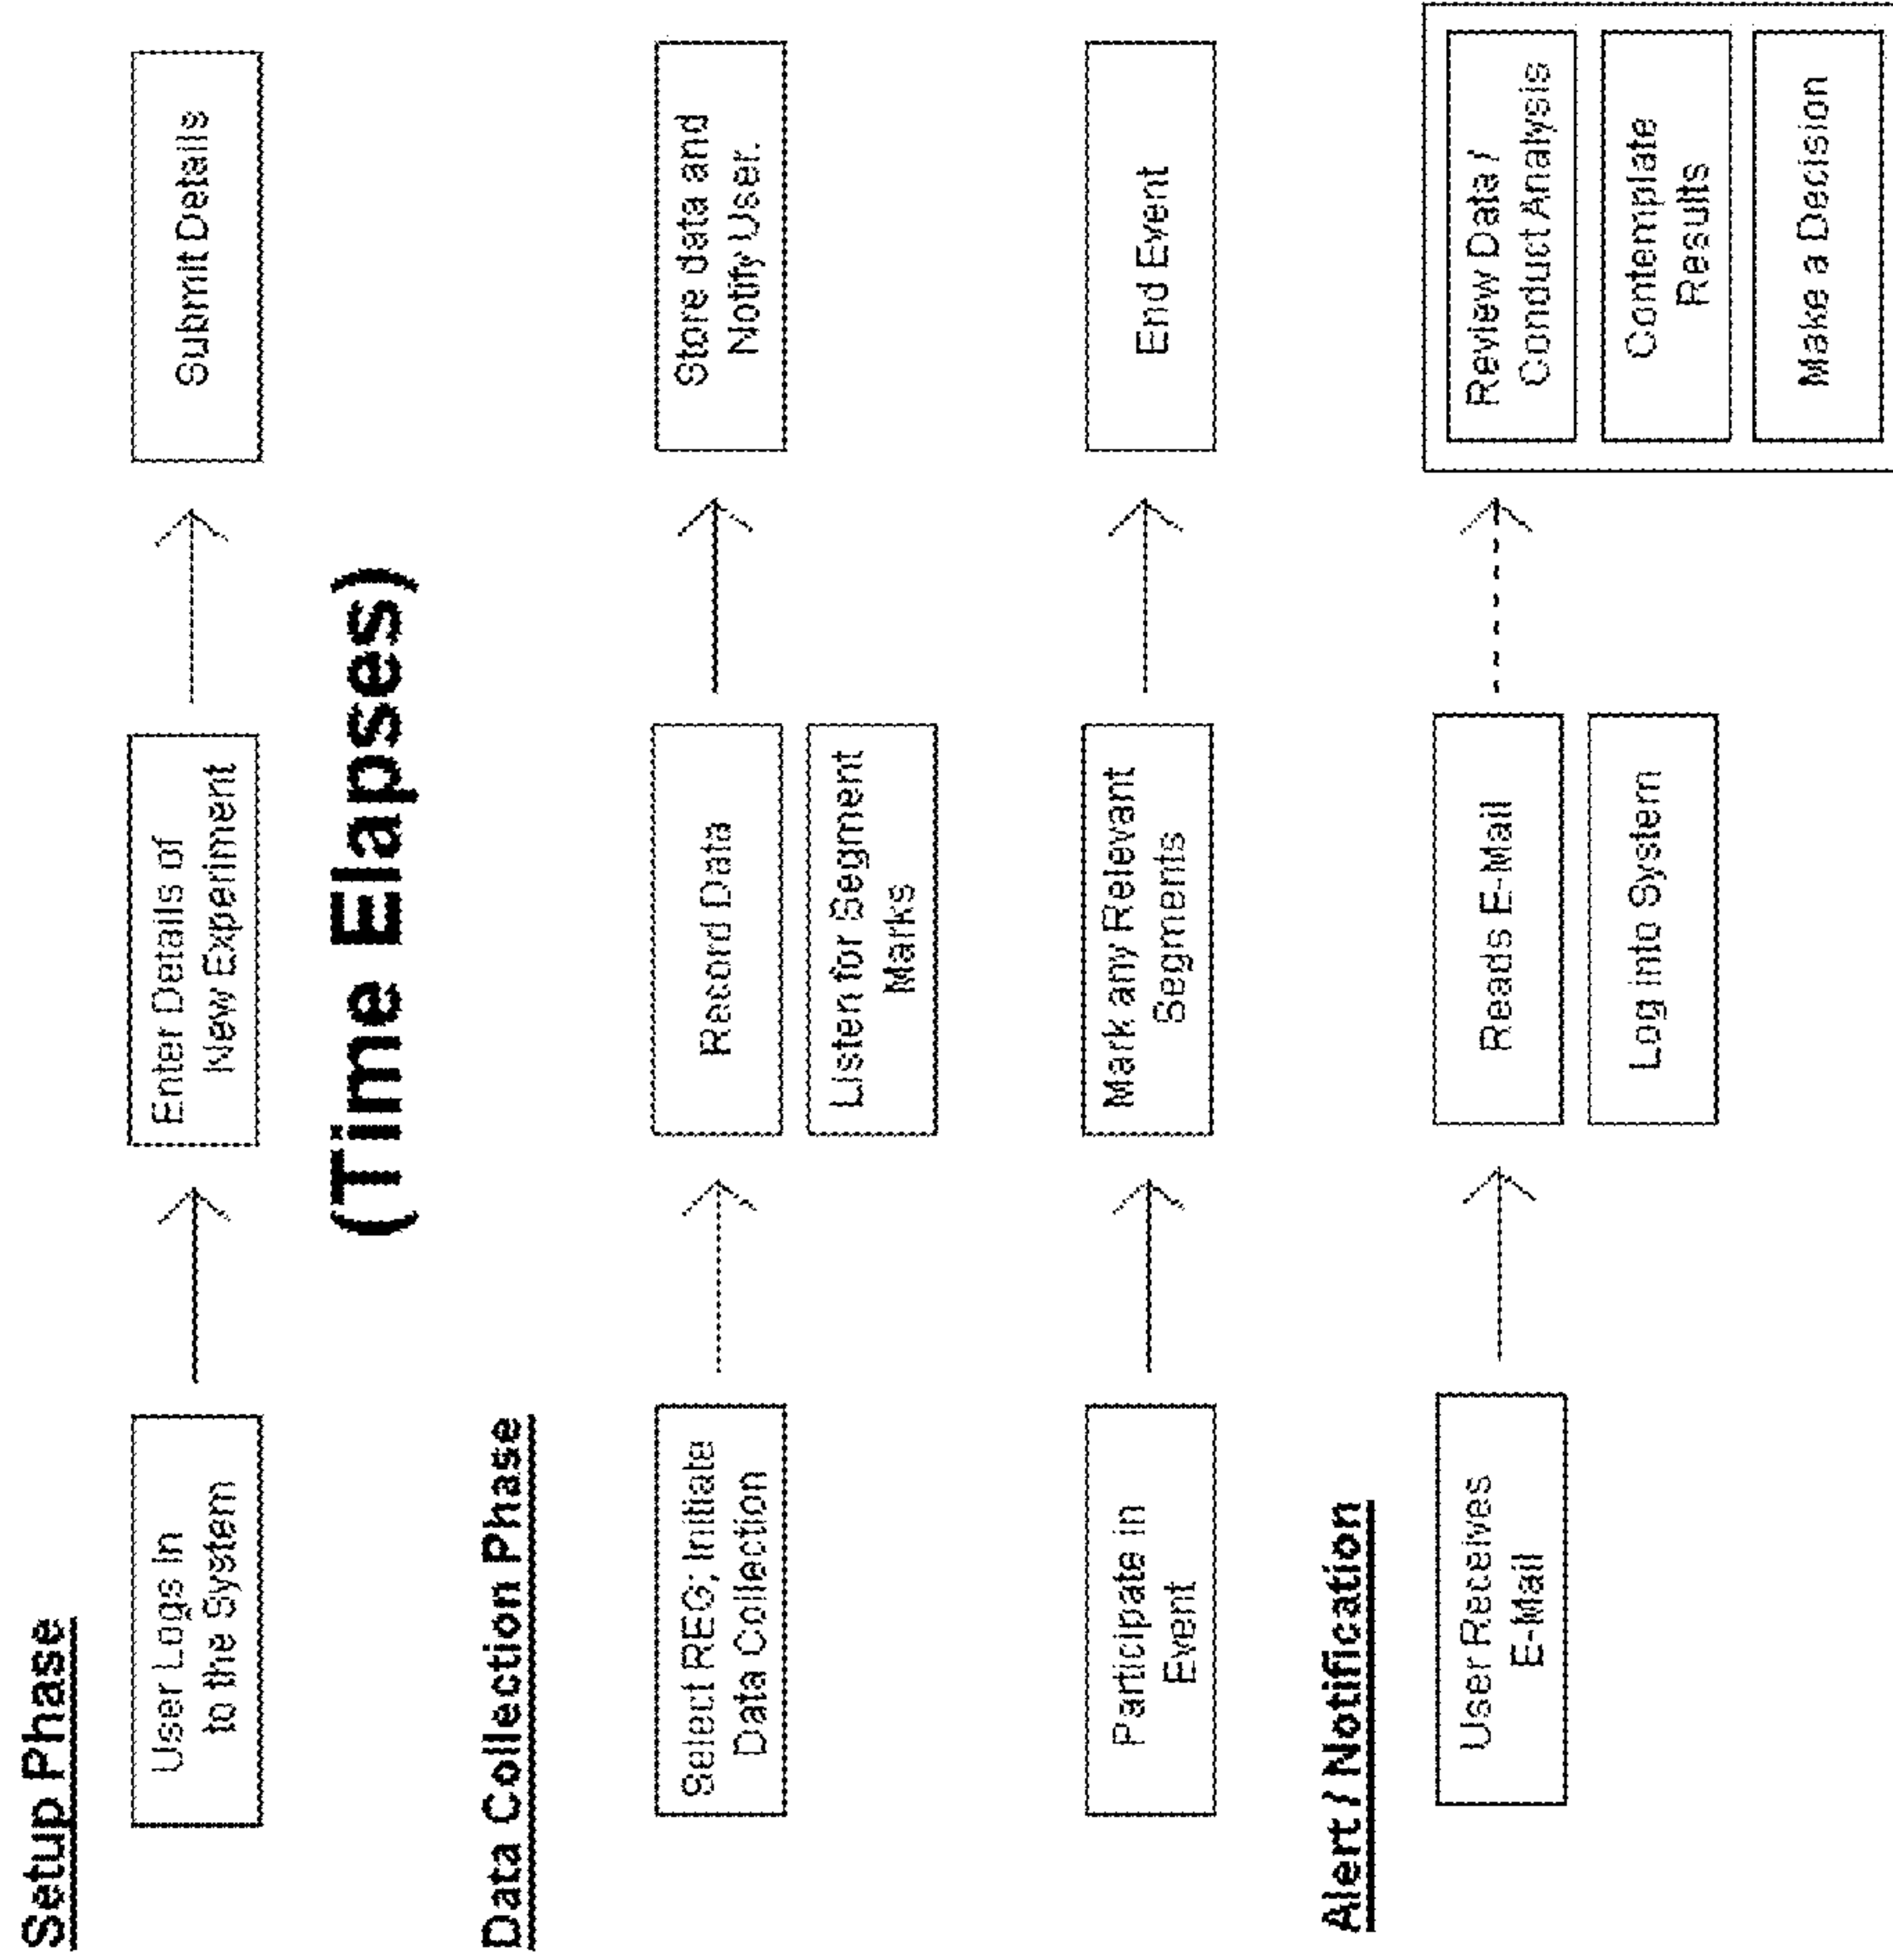 Setup Phase
User Logs In
to the System
Enter Details of
New Experiment
Submit Details
(Time Elapses)
Data Collection Phase
Select REG; Initiate
Data Collection
Record Data
Listen for Segment
Marks
Store data and
Notify User.
Participate in
Event
Mark any Relevant
Segments
End Event
Alert / Notification
User Receives
E-Mail
Reads E-Mail
Log into System
Review Data /
Conduct Analysis
Contemplate
Results
Make a Decision